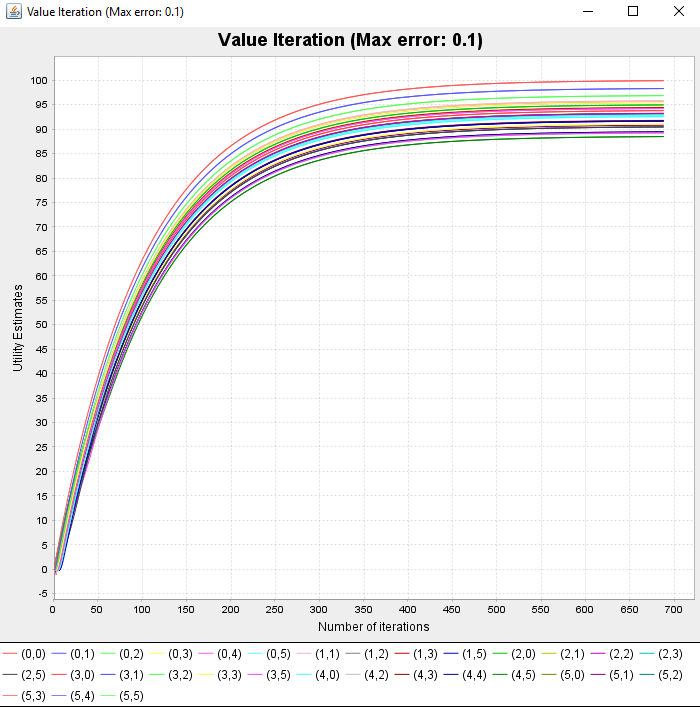 Value Iteration (Max error: 0.1)
Value Iteration (Max error: 0.1)
100
95
90
85
80
75
70
65
60
55
50
45
40
35
30
25
20
15
10
5
0
-5
Utility Estimates
0 50 100 150 200 250 300 350 400 450 500 550 600 650 700
Number of iterations
(0,0) (0,1) (0,2) (0,3) (0,4) (0,5) (1,1) (1,2) (1,3) (1,5) (2,0) (2,1) (2,2) (2,3)
(2,5) (3,0) (3,1) (3,2) (3,3) (3,5) (4,0) (4,2) (4,3) (4,4) (4,5) (5,0) (5,1) (5,2)
(5,3) (5,4) (5,5)